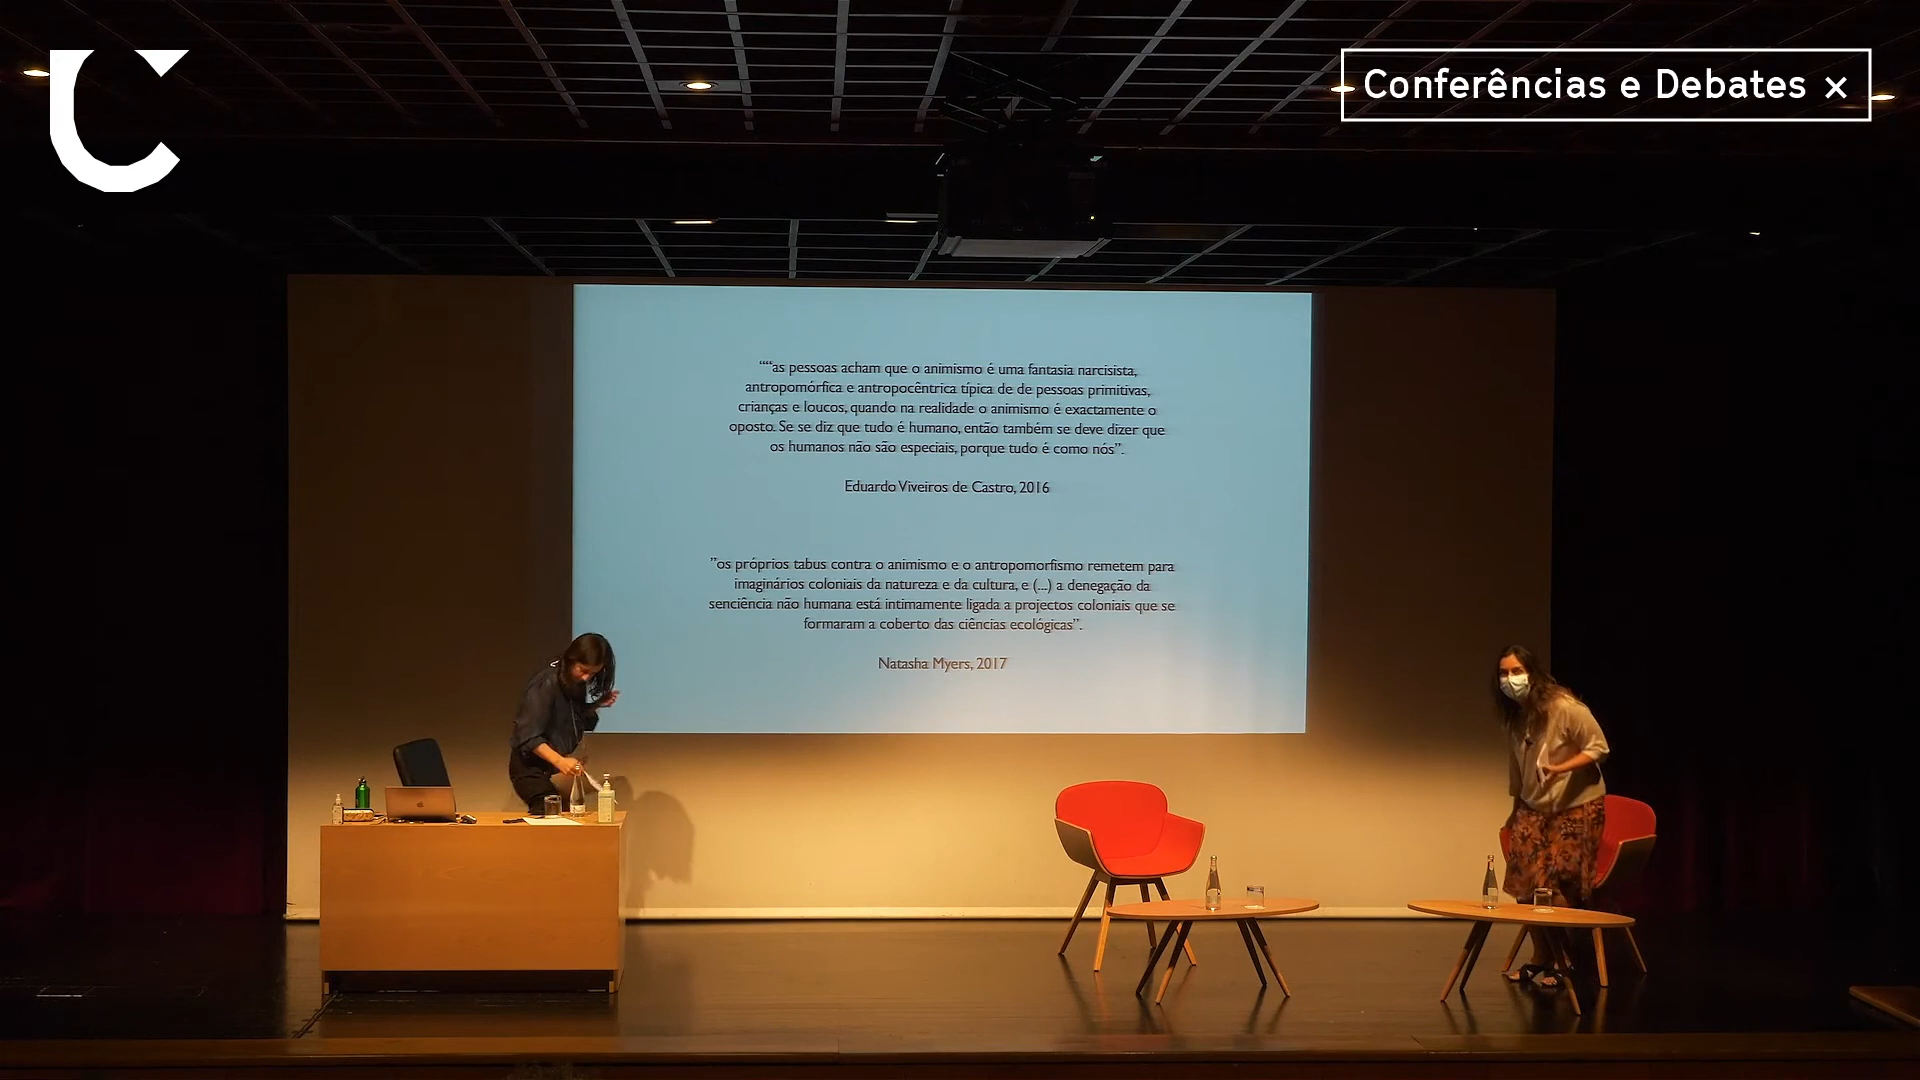 Conferências e Debates ×
““as pessoas acham que o animismo é uma fantasia narcisista,
antropomórfica e antropocêntrica típica de de pessoas primitivas,
crianças e loucos, quando na realidade o animismo é exactamente o
oposto. Se se diz que tudo é humano, então também se deve dizer que
os humanos não são especiais, porque tudo é como nós”.
Eduardo Viveiros de Castro, 2016
”os próprios tabus contra o animismo e o antropomorfismo remetem para
imaginários coloniais da natureza e da cultura, e (...) a denegação da
senciência não humana está intimamente ligada a projectos coloniais que se
formaram a coberto das ciências ecológicas”.
Natasha Myers, 2017